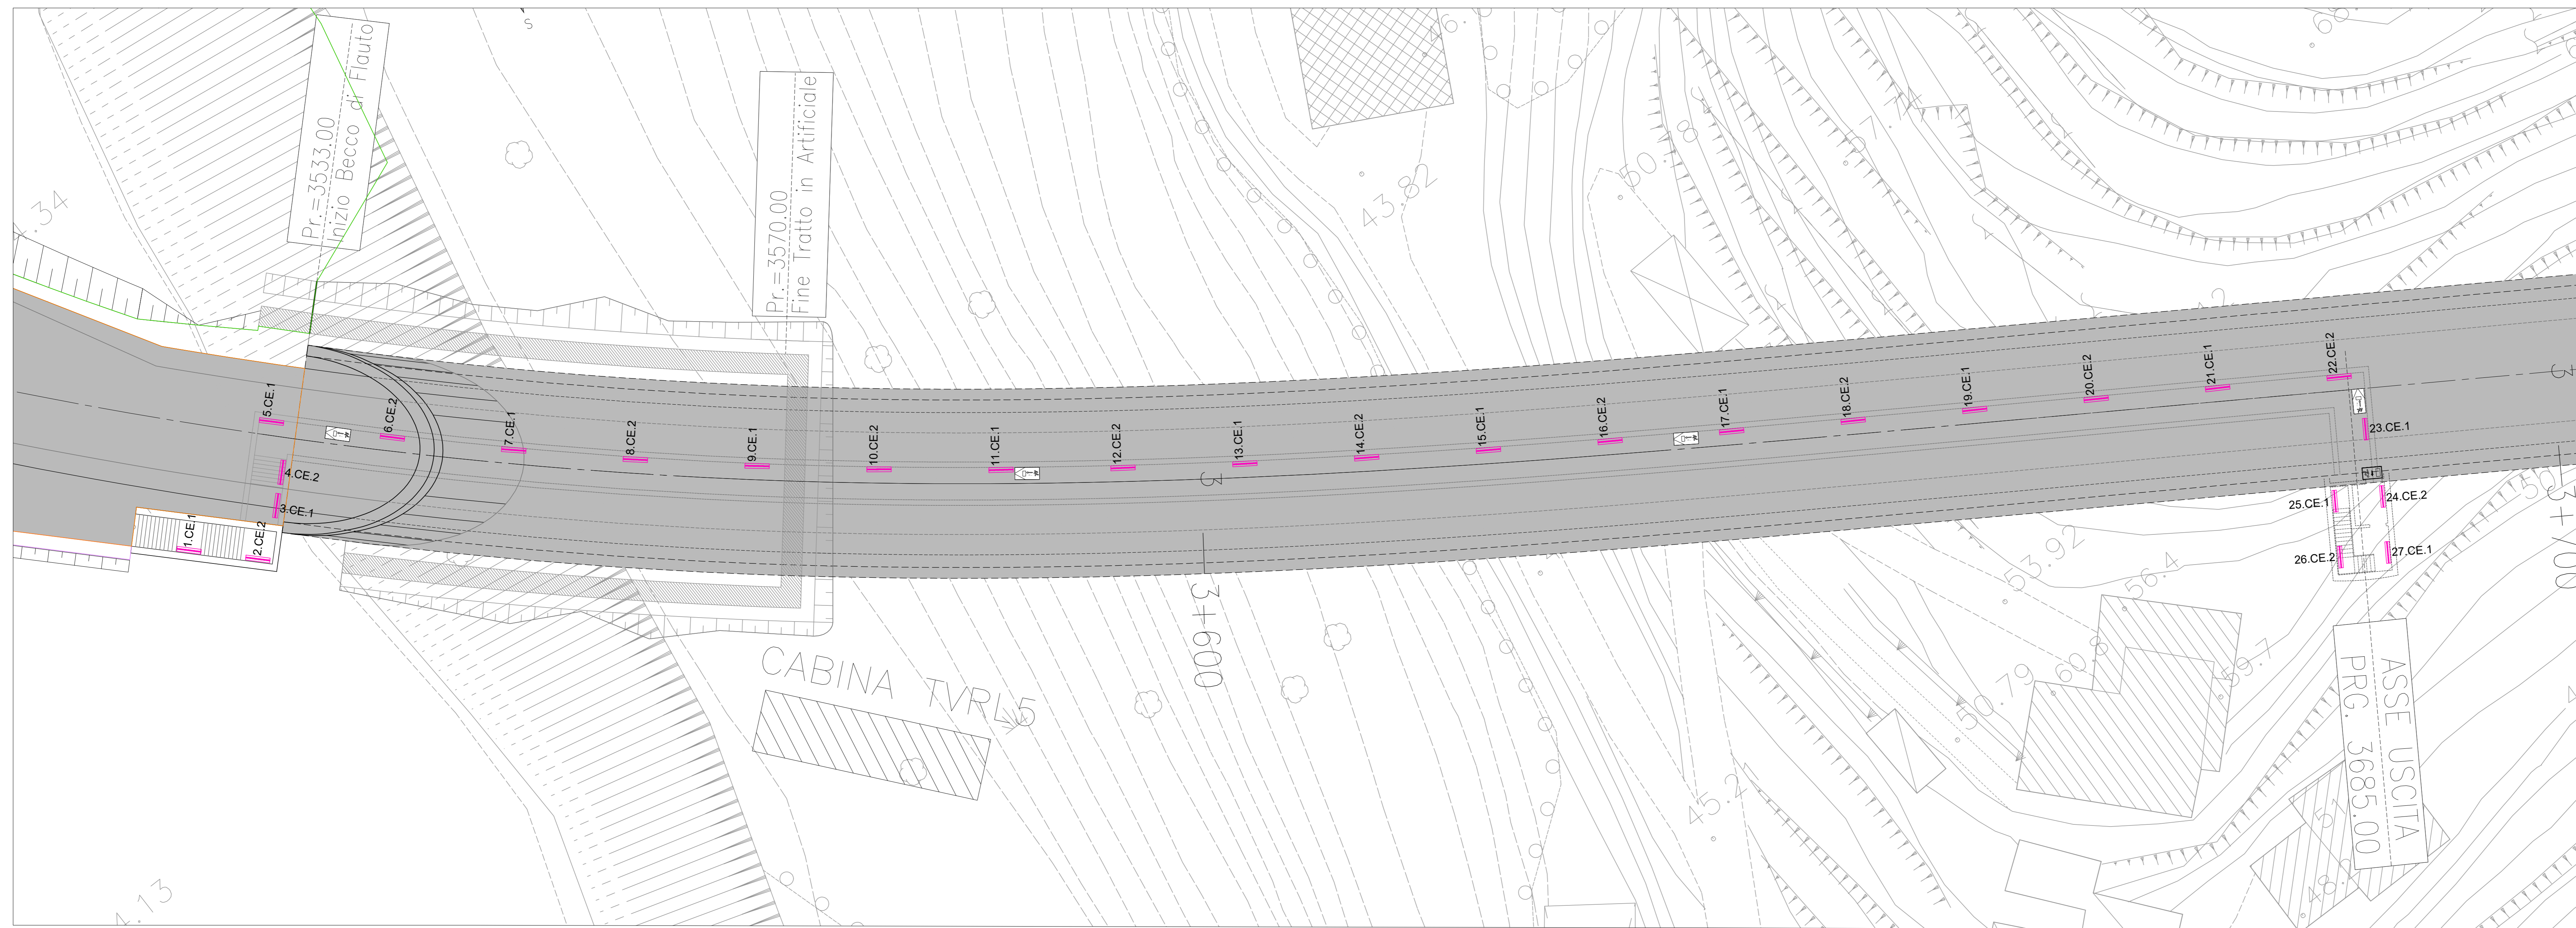 S
Pr.=3533.00
Inizio Becco di Flauto
Pr.=3570.00
Fine Tratto in Artificiale
43.82
50.8
5.CE.1
6.CE.2
7.CE.1
8.CE.2
9.CE.1
10.CE.2
11.CE.1
12.CE.2
13.CE.1
14.CE.2
15.CE.1
16.CE.2
17.CE.1
18.CE.2
19.CE.1
20.CE.2
21.CE.1
22.CE.2
23.CE.1
4.CE.2
3.CE.1
1.CE.1
2.CE.2
25.CE.1
24.CE.2
26.CE.2
27.CE.1
3
3+600
CABINA TVRL5
53.92
56.4
60.8
50.79
45.2
ASSE USCITA
PRG. 3685.00
4.13